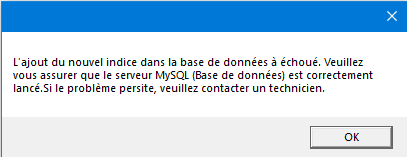 L'ajout du nouvel indice dans la base de données à échoué. Veuillez
vous assurer que le serveur MySQL (Base de données) est correctement
lancé.Si le problème persite, veuillez contacter un technicien.
OK